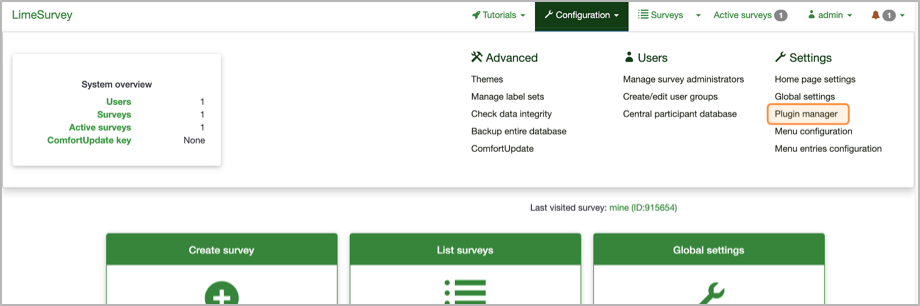 LimeSurvey Tutorials Configuration Surveys Active surveys 1 admin 1
System overview
Users 1
Surveys 1
Active surveys 1
ComfortUpdate key None
Advanced
Themes
Manage label sets
Check data integrity
Backup entire database
ComfortUpdate
Users
Manage survey administrators
Create/edit user groups
Central participant database
Settings
Home page settings
Global settings
Plugin manager
Menu configuration
Menu entries configuration
Last visited survey: mine (ID:915654)
Create survey
List surveys
Global settings